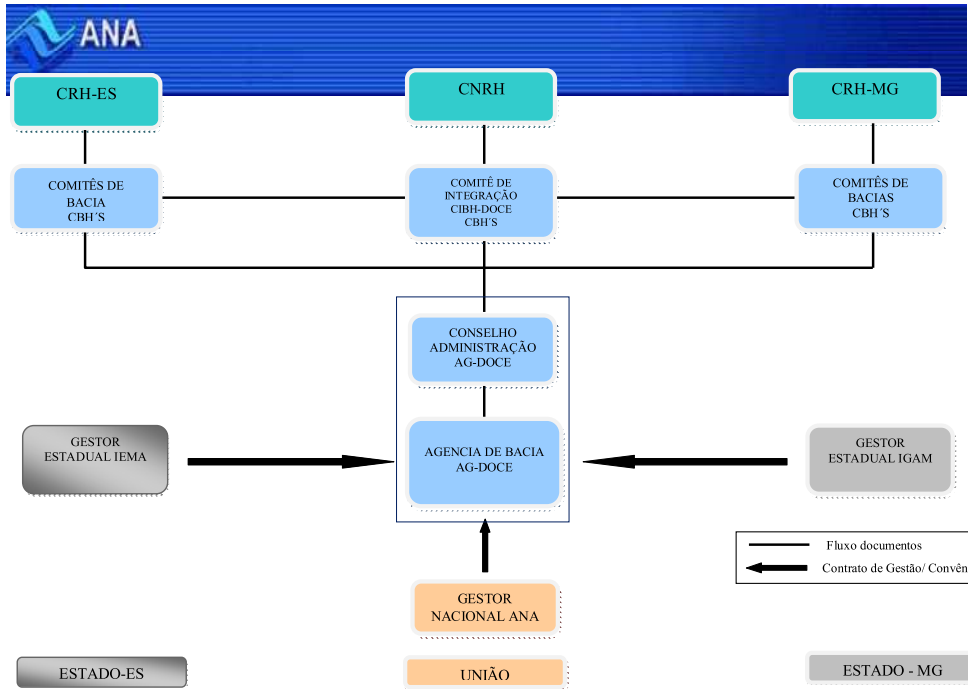 ANA
CRH-ES
CNRH
CRH-MG
COMITÊS DE
BACIA
CBH´S
COMITÊ DE
INTEGRAÇÃO
CIBH-DOCE
CBH´S
COMITÊS DE
BACIAS
CBH´S
CONSELHO
ADMINISTRAÇÃO
AG-DOCE
GESTOR
ESTADUAL IEMA
AGENCIA DE BACIA
AG-DOCE
GESTOR
ESTADUAL IGAM
Fluxo documentos
Contrato de Gestão/ Convên
GESTOR
NACIONAL ANA
ESTADO-ES
UNIÃO
ESTADO - MG